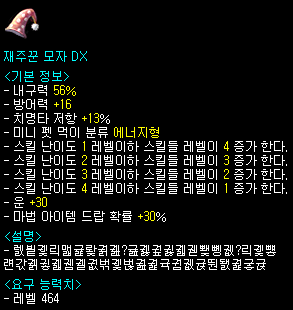 재주꾼 모자 DX
<기본 정보>
- 내구력 56%
- 방어력 +16
- 치명타 저항 +13%
- 미니 펫 먹이 분류 에너지형
- 스킬 난이도 1 레벨이하 스킬들 레벨이 4 증가 한다.
- 스킬 난이도 2 레벨이하 스킬들 레벨이 3 증가 한다.
- 스킬 난이도 3 레벨이하 스킬들 레벨이 2 증가 한다.
- 스킬 난이도 4 레벨이하 스킬들 레벨이 1 증가 한다.
- 운 +30
- 마법 아이템 드랍 확률 +30%
<설명>
<요구 능력치>
- 레벨 464